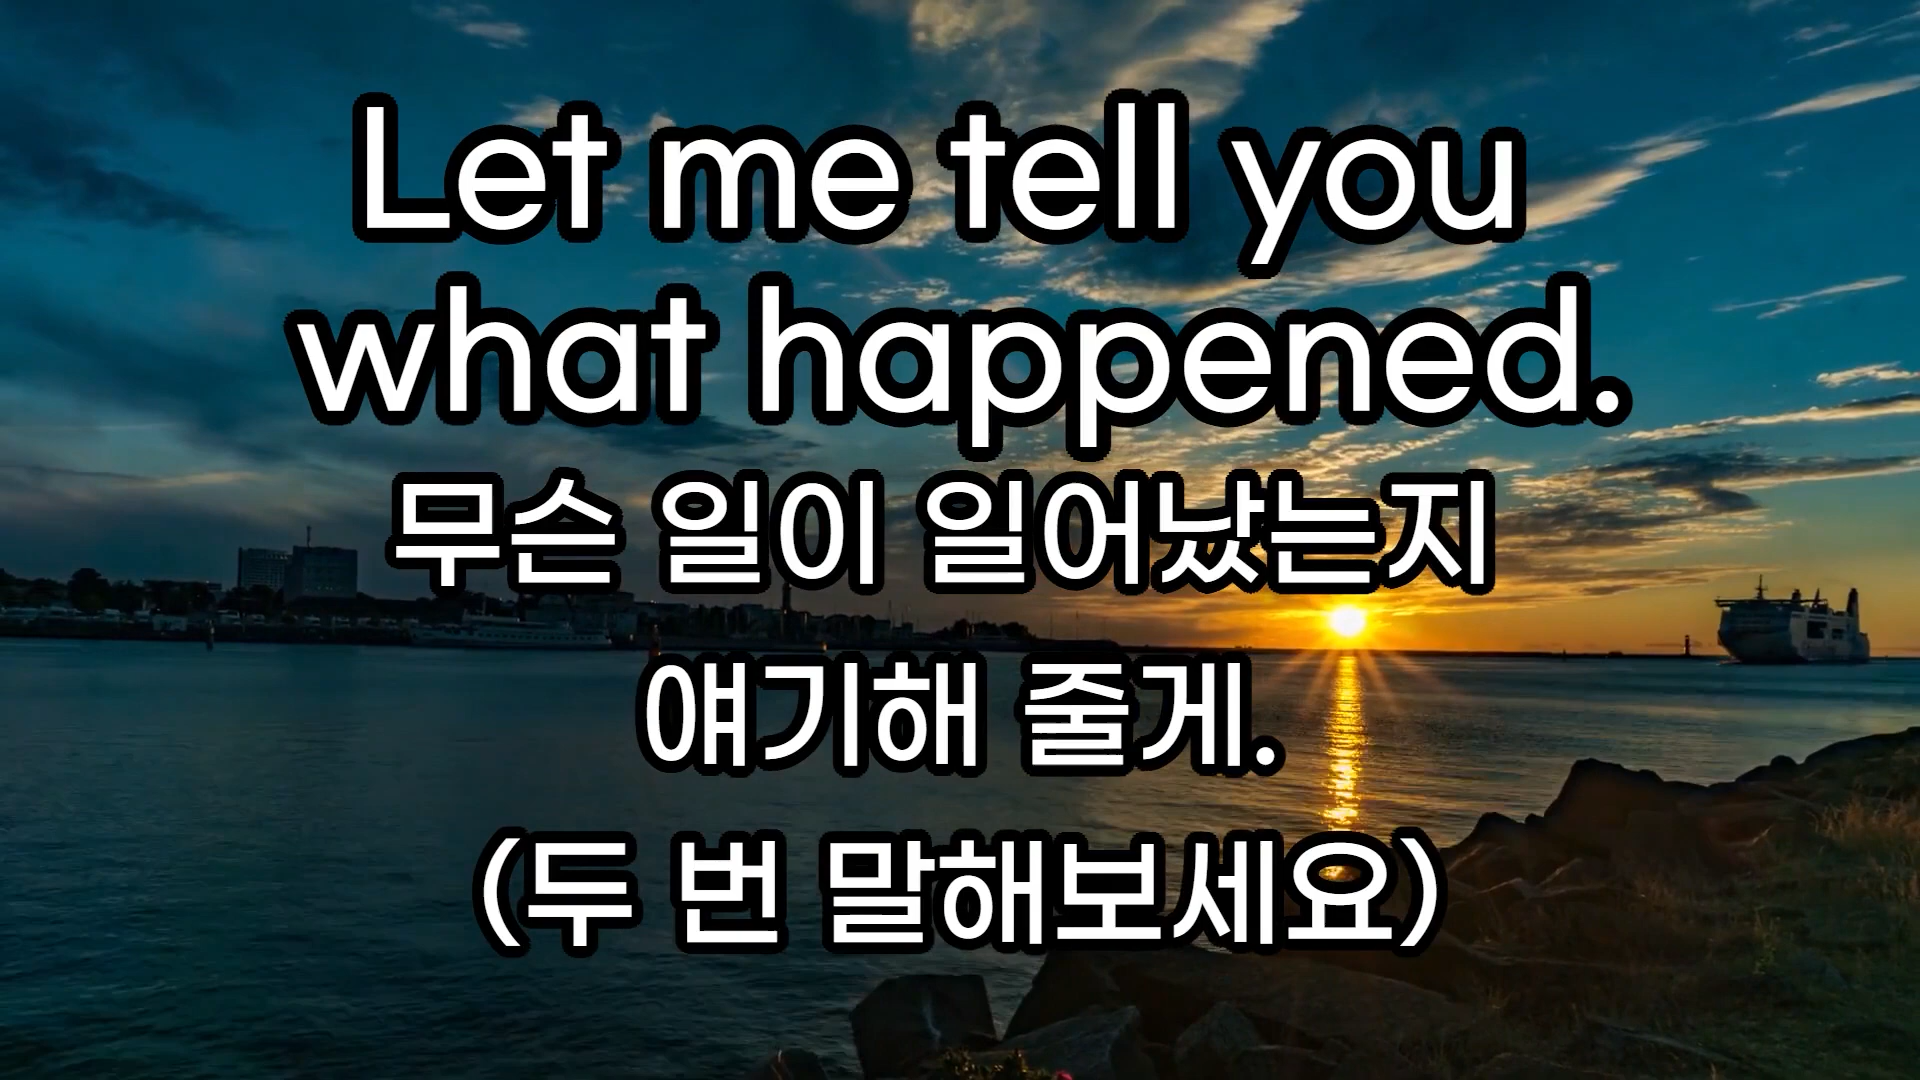 Let me tell you
what happened.
무슨 일이 일어났는지
얘기해 줄게.
(두 번 말해보세요)